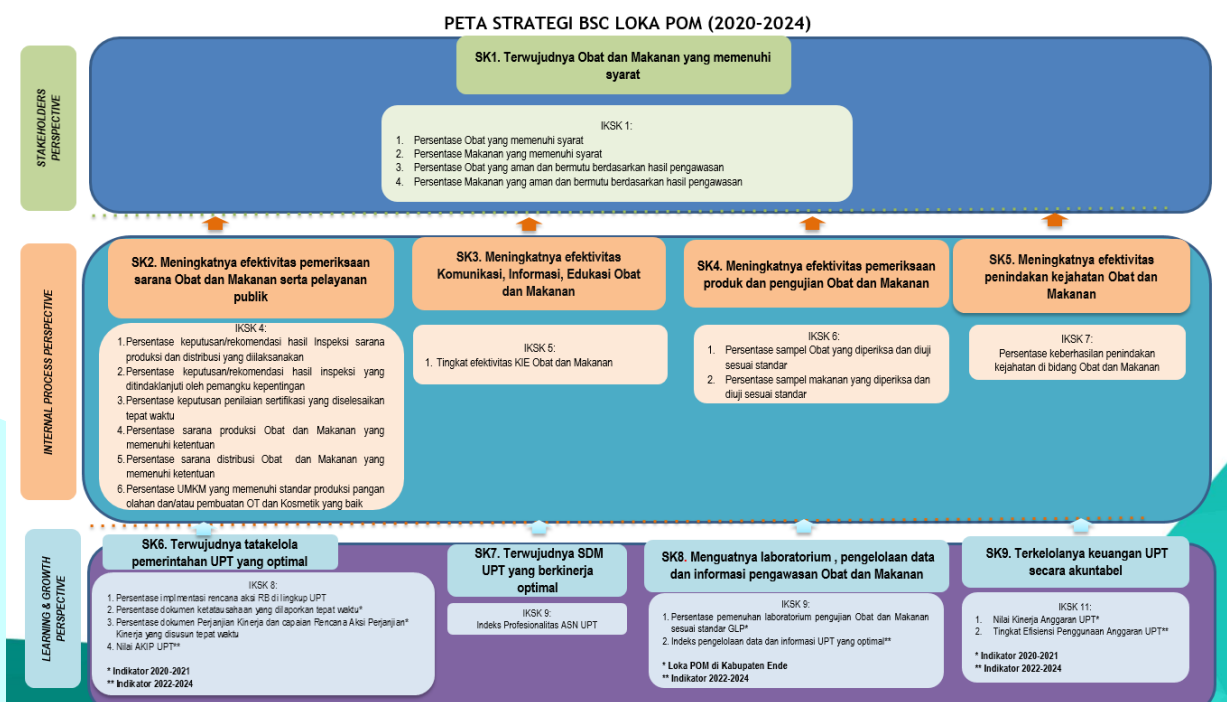 PETA STRATEGI BSC LOKA POM (2020-2024)
STAKEHOLDERS
PERSPECTIVE
SK1. Terwujudnya Obat dan Makanan yang memenuhi
syarat
IKSK 1:
1. Persentase Obat yang memenuhi syarat
2. Persentase Makanan yang memenuhi syarat
3. Persentase Obat yang aman dan bermutu berdasarkan hasil pengawasan
4. Persentase Makanan yang aman dan bermutu berdasarkan hasil pengawasan
INTERNAL PROCESS PERSPECTIVE
SK2. Meningkatnya efektivitas pemeriksaan
sarana Obat dan Makanan serta pelayanan
publik
IKSK 4:
1. Persentase keputusan/rekomendasi hasil Inspeksi sarana
produksi dan distribusi yang diilaksanakan
2. Persentase keputusan/rekomendasi hasil inspeksi yang
ditindaklanjuti oleh pemangku kepentingan
3. Persentase keputusan penilaian sertifikasi yang diselesaikan
tepat waktu
4. Persentase sarana produksi Obat dan Makanan yang
memenuhi ketentuan
5. Persentase sarana distribusi Obat dan Makanan yang
memenuhi ketentuan
6. Persentase UMKM yang memenuhi standar produksi pangan
olahan dan/atau pembuatan OT dan Kosmetik yang baik
SK3. Meningkatnya efektivitas
Komunikasi, Informasi, Edukasi Obat
dan Makanan
IKSK 5:
1. Tingkat efektivitas KIE Obat dan Makanan
SK4. Meningkatnya efektivitas pemeriksaan
produk dan pengujian Obat dan Makanan
IKSK 6:
1. Persentase sampel Obat yang diperiksa dan diuji
sesuai standar
2. Persentase sampel makanan yang diperiksa dan
diuji sesuai standar
SK5. Meningkatnya efektivitas
penindakan kejahatan Obat dan
Makanan
IKSK 7:
Persentase keberhasilan penindakan
kejahatan di bidang Obat dan Makanan
LEARNING & GROWTH
PERSPECTIVE
SK6. Terwujudnya tatakelola
pemerintahan UPT yang optimal
IKSK 8:
1. Persentase implmentasi rencana aksi RB di lingkup UPT
2. Persentase dokumen ketatausahaan yang dilaporkan tepat waktu*
3. Persentase dokumen Perjanjian Kinerja dan capaian Rencana Aksi Perjanjian*
Kinerja yang disusun tepat waktu
4. Nilai AKIP UPT**
* Indikator 2020-2021
** Indikator 2022-2024
SK7. Terwujudnya SDM
UPT yang berkinerja
optimal
IKSK 9:
Indeks Profesionalitas ASN UPT
SK8. Menguatnya laboratorium , pengelolaan data
dan informasi pengawasan Obat dan Makanan
IKSK 9:
1. Persentase pemenuhan laboratorium pengujian Obat dan Makanan
sesuai standar GLP*
2. Indeks pengelolaan data dan informasi UPT yang optimal**
* Loka POM di Kabupaten Ende
** Indikator 2022-2024
SK9. Terkelolanya keuangan UPT
secara akuntabel
IKSK 11:
1. Nilai Kinerja Anggaran UPT*
2. Tingkat Efisiensi Penggunaan Anggaran UPT**
* Indikator 2020-2021
** Indikator 2022-2024